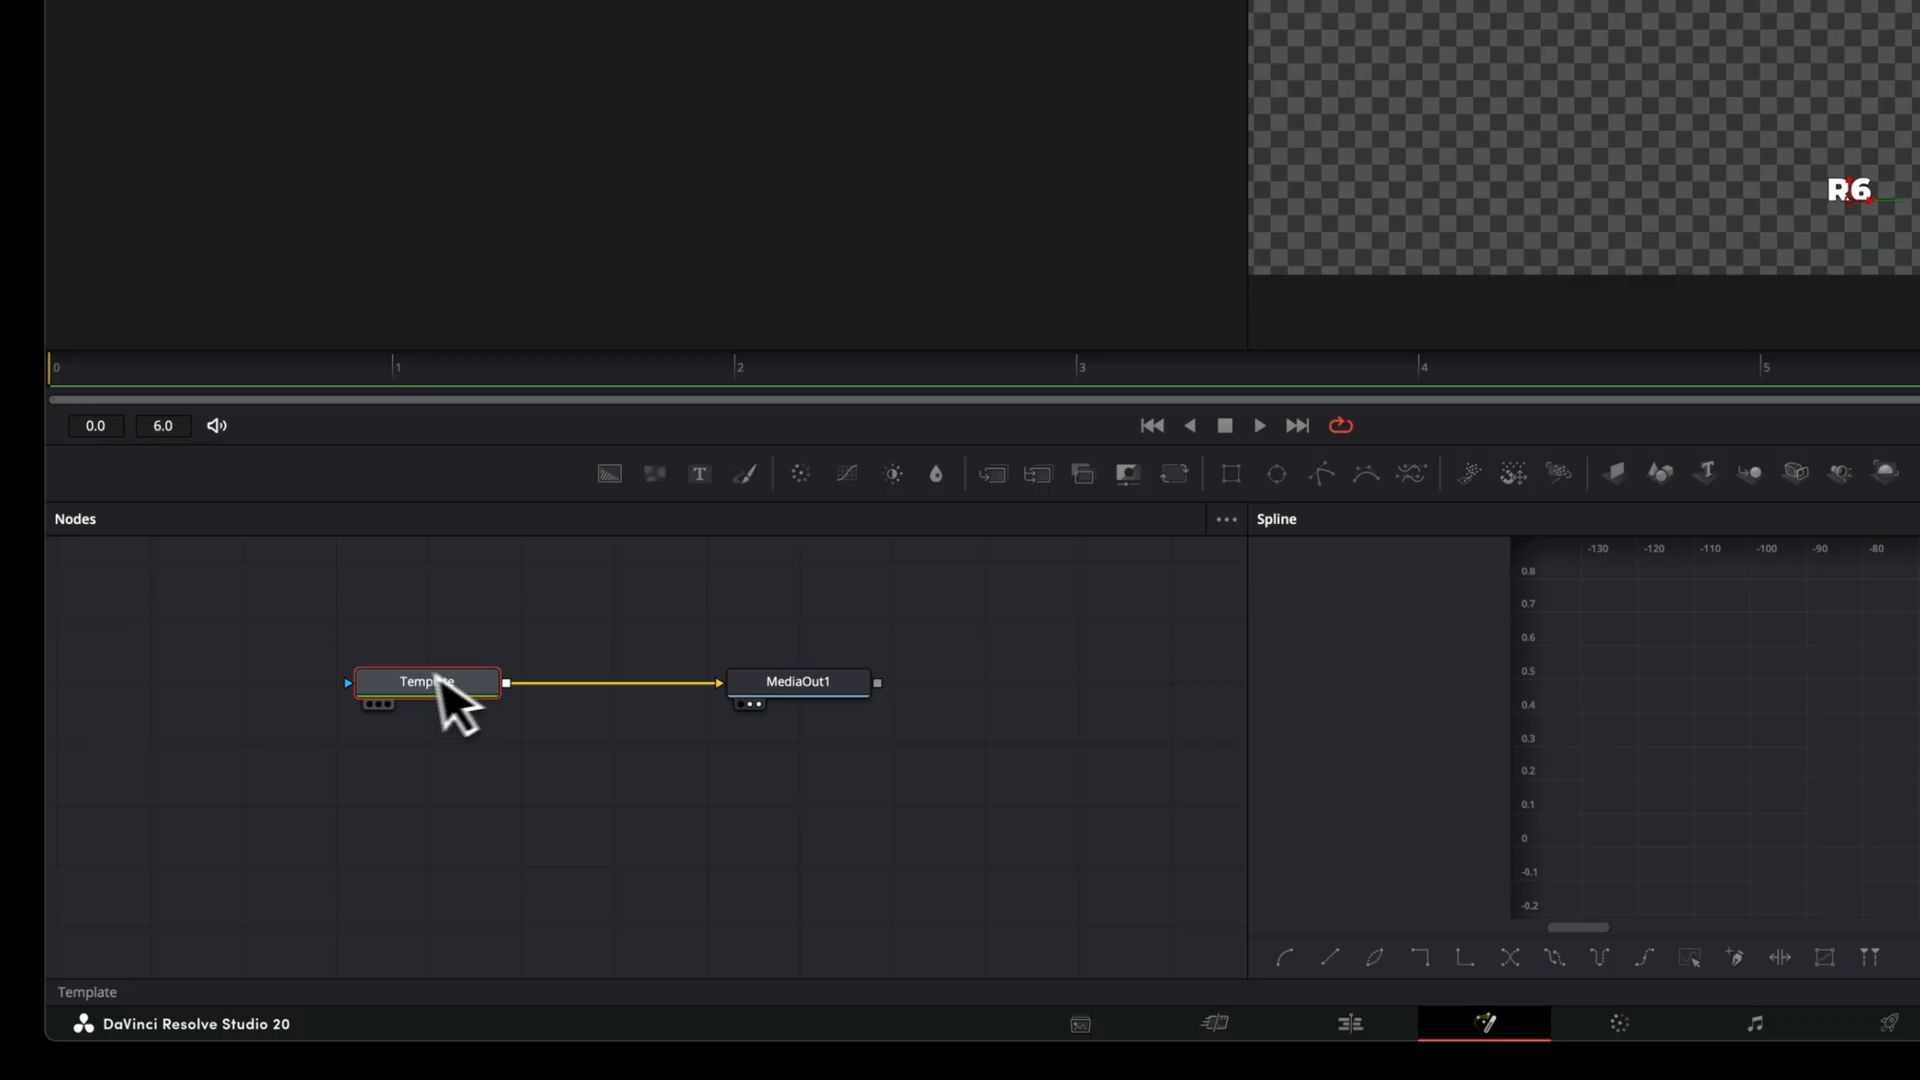 R6
0 1 2 3 4 5
0.0 6.0
T
Nodes
Spline
-130 -120 -110 -100 -90 -80
0.8
0.7
0.6
0.5
0.4
0.3
0.2
0.1
0
-0.1
-0.2
Template
MediaOut1
Template
DaVinci Resolve Studio 20